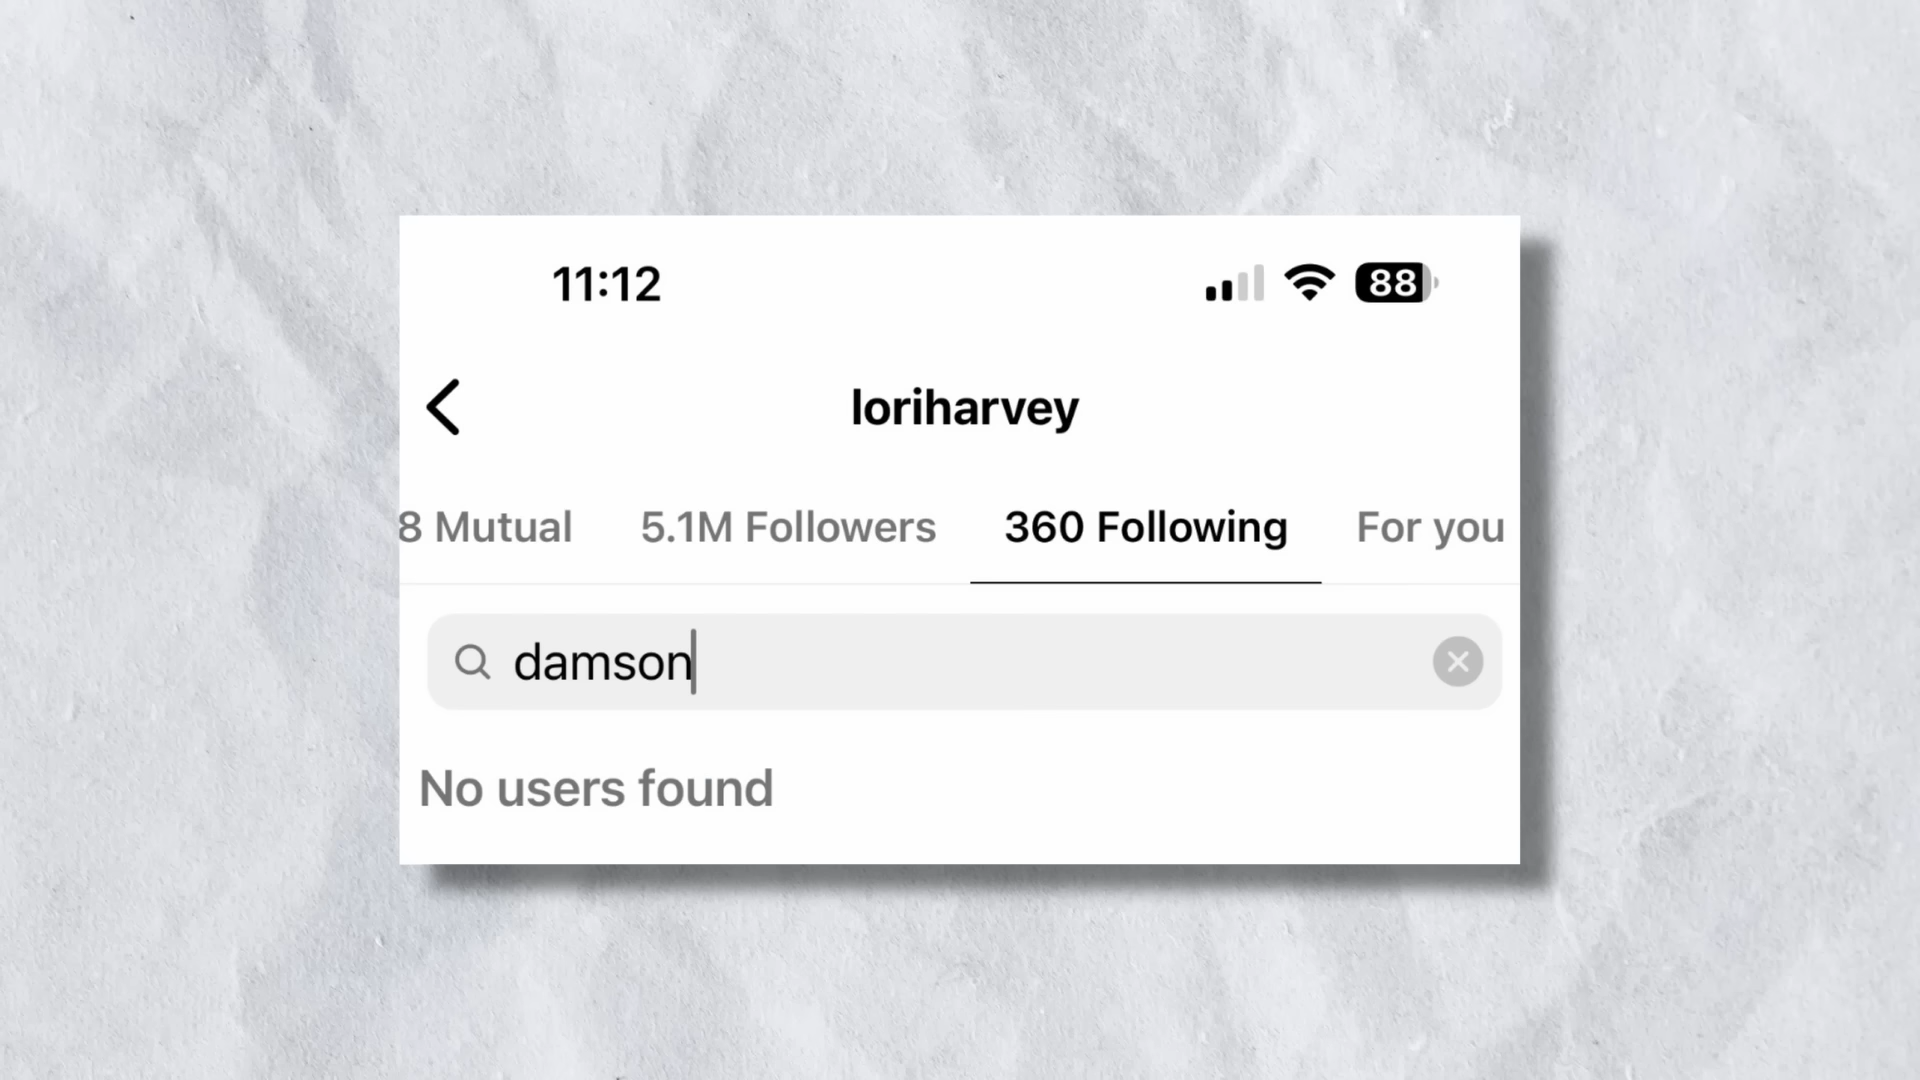 11:12 88
loriharvey
8 Mutual 5.1M Followers 360 Following For you
damson
No users found